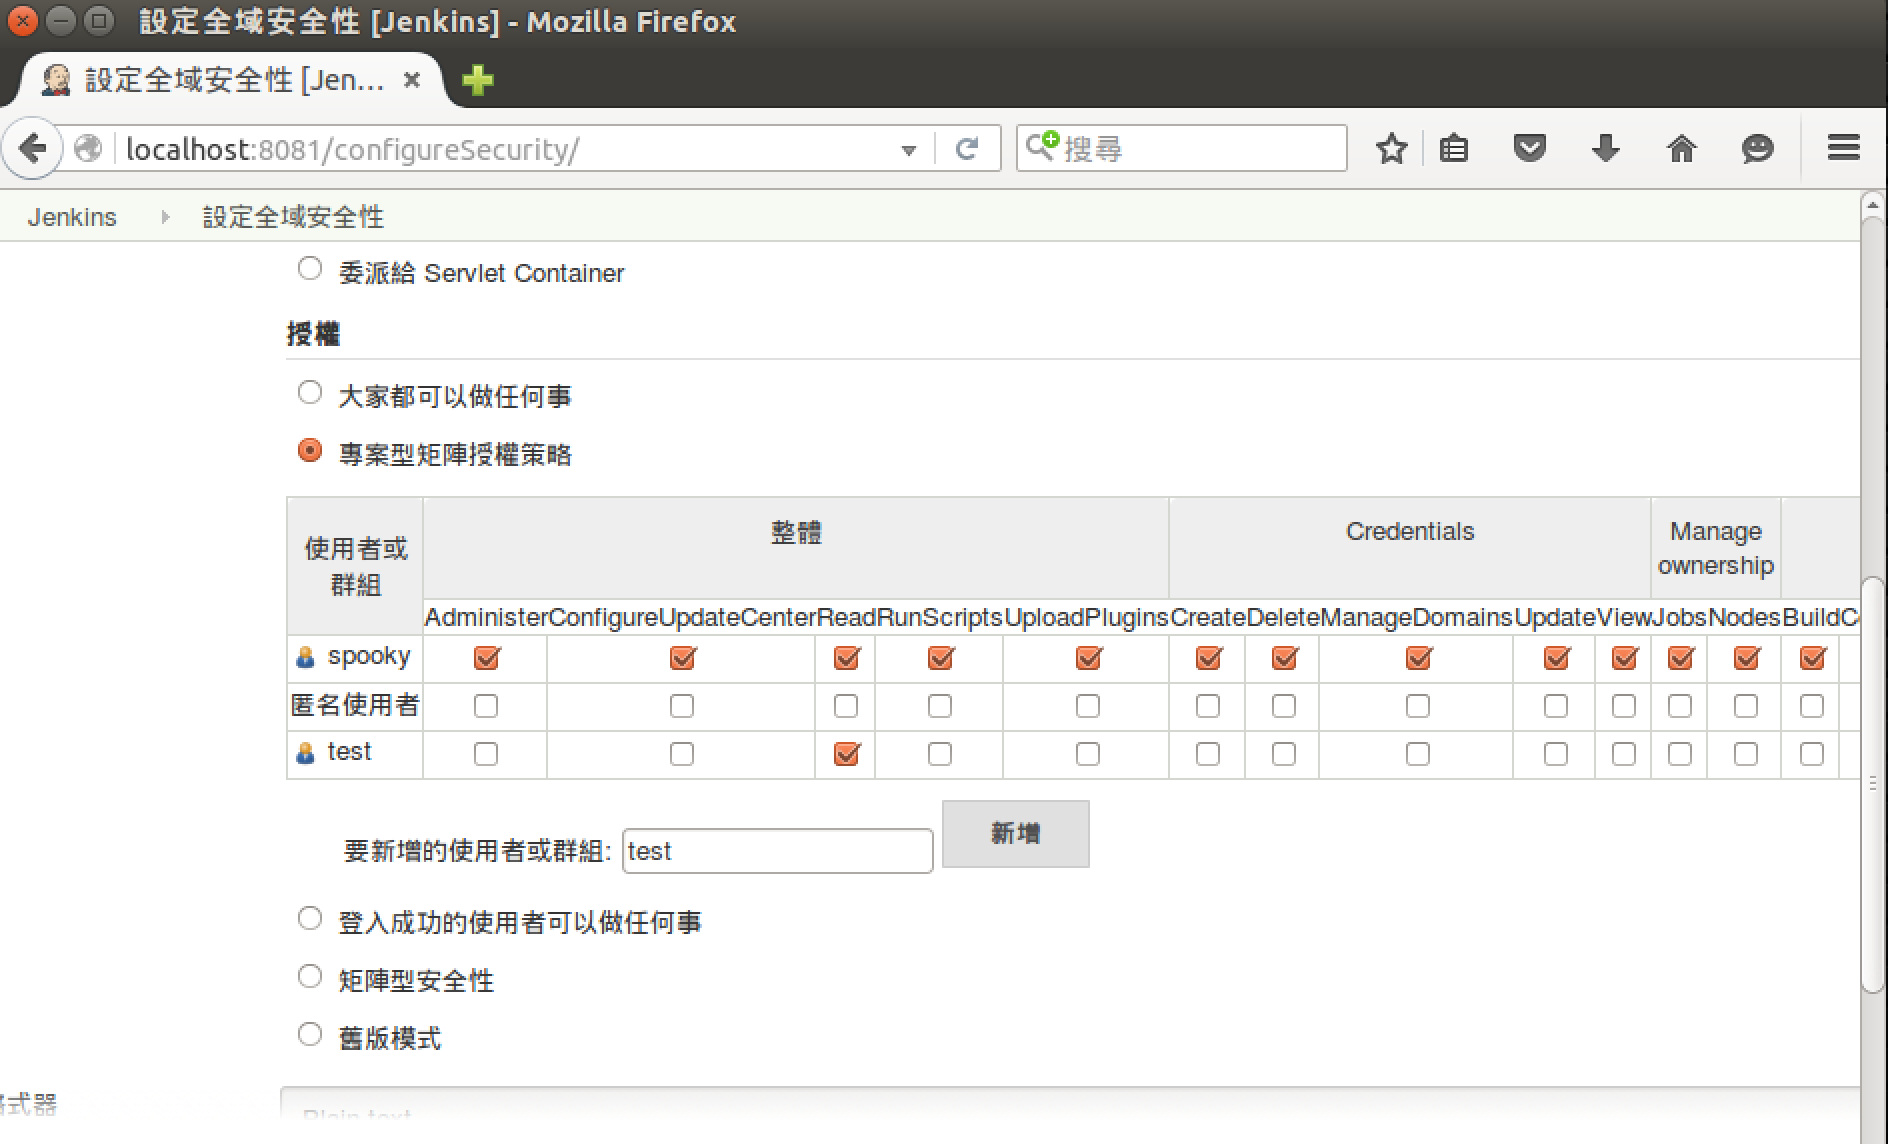 設定全域安全性 [Jenkins] - Mozilla Firefox
設定全域安全性 [Jen...
localhost:8081/configureSecurity/
搜尋
Jenkins 設定全域安全性
委派給 Servlet Container
授權
大家都可以做任何事
專案型矩陣授權策略
使用者或
群組
整體
Credentials
Manage
ownership
Administer ConfigureUpdateCenter Read RunScripts UploadPlugins Create Delete ManageDomains Update View Jobs Nodes Build
spooky
匿名使用者
test
要新增的使用者或群組: test 新增
登入成功的使用者可以做任何事
矩陣型安全性
舊版模式
式器
Plain text